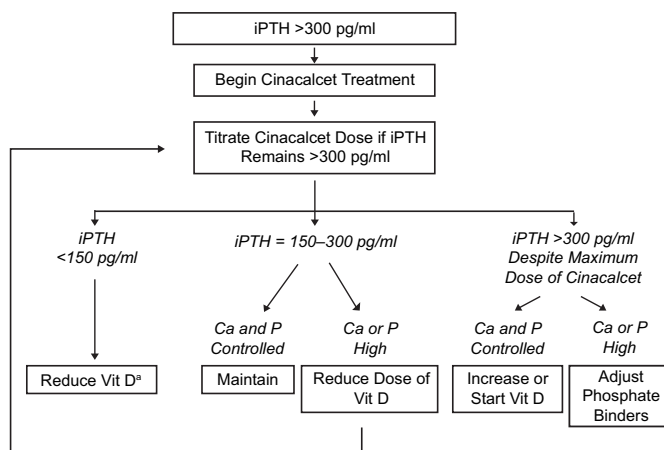 iPTH >300 pg/ml
Begin Cinacalcet Treatment
Titrate Cinacalcet Dose if iPTH
Remains >300 pg/ml
iPTH
<150 pg/ml
iPTH = 150–300 pg/ml
iPTH >300 pg/ml
Despite Maximum
Dose of Cinacalcet
Ca and P
Controlled
Ca or P
High
Ca and P
Controlled
Ca or P
High
Reduce Vit Dᵃ
Maintain
Reduce Dose of
Vit D
Increase or
Start Vit D
Adjust
Phosphate
Binders